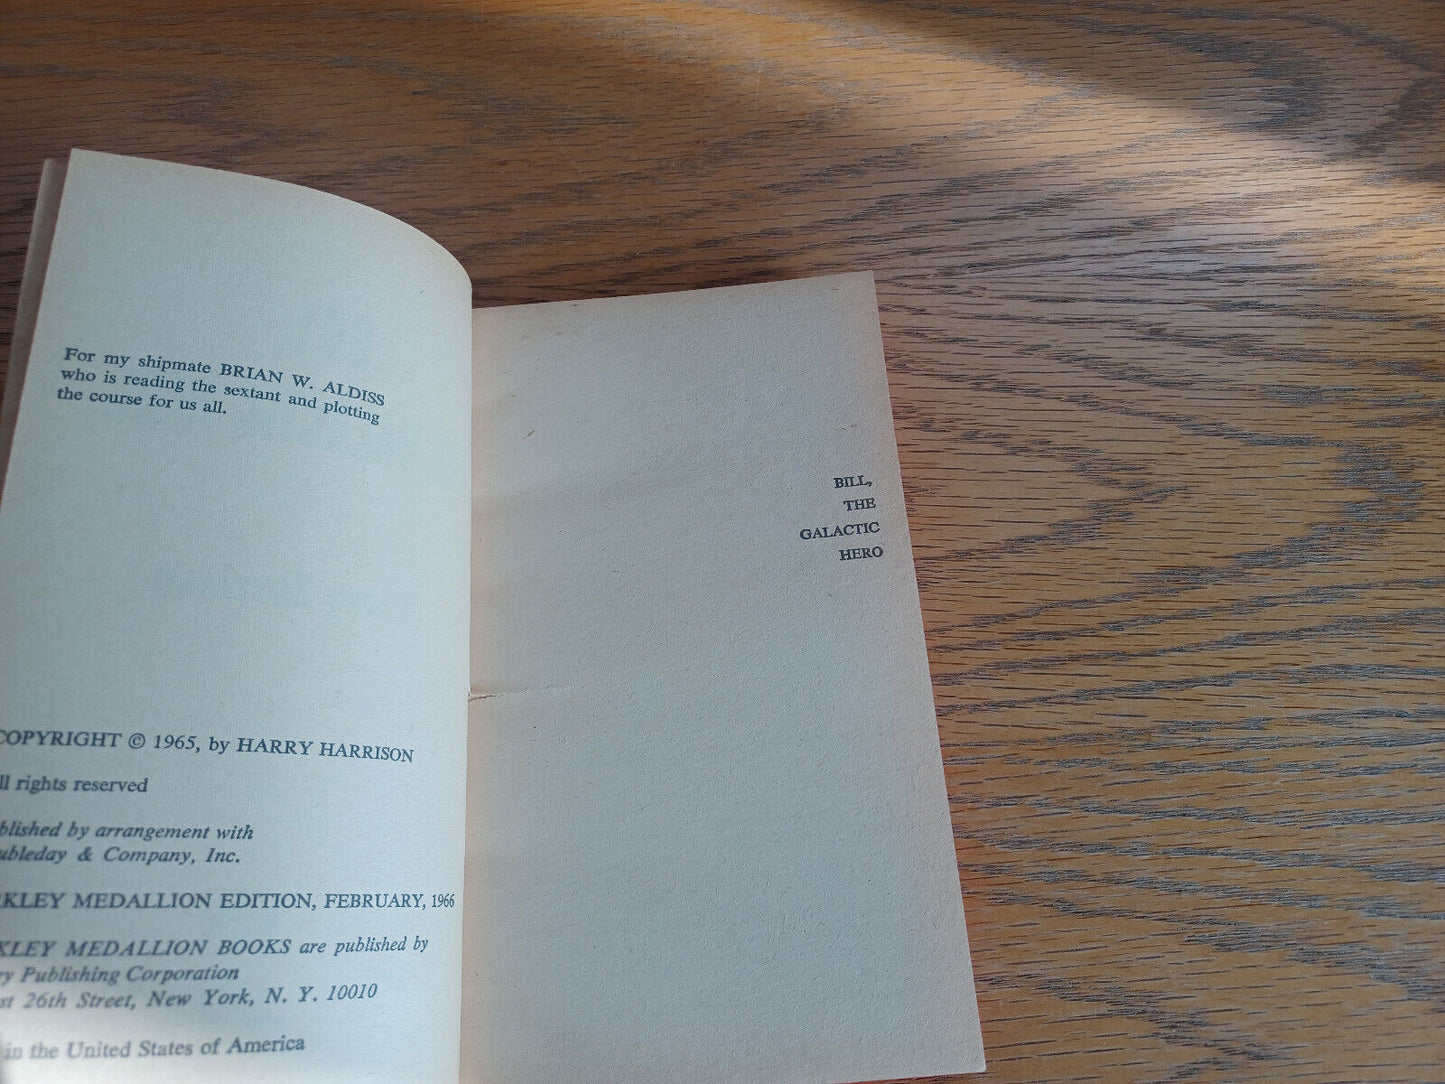 For my shipmate BRIAN W. ALDISS
who is reading the sextant and plotting
the course for us all.
COPYRIGHT © 1965, by HARRY HARRISON
ll rights reserved
blished by arrangement with
ubleday & Company, Inc.
KLEY MEDALLION EDITION, FEBRUARY, 1966
KLEY MEDALLION BOOKS are published by
ry Publishing Corporation
st 26th Street, New York, N. Y. 10010
in the United States of America
BILL,
THE
GALACTIC
HERO